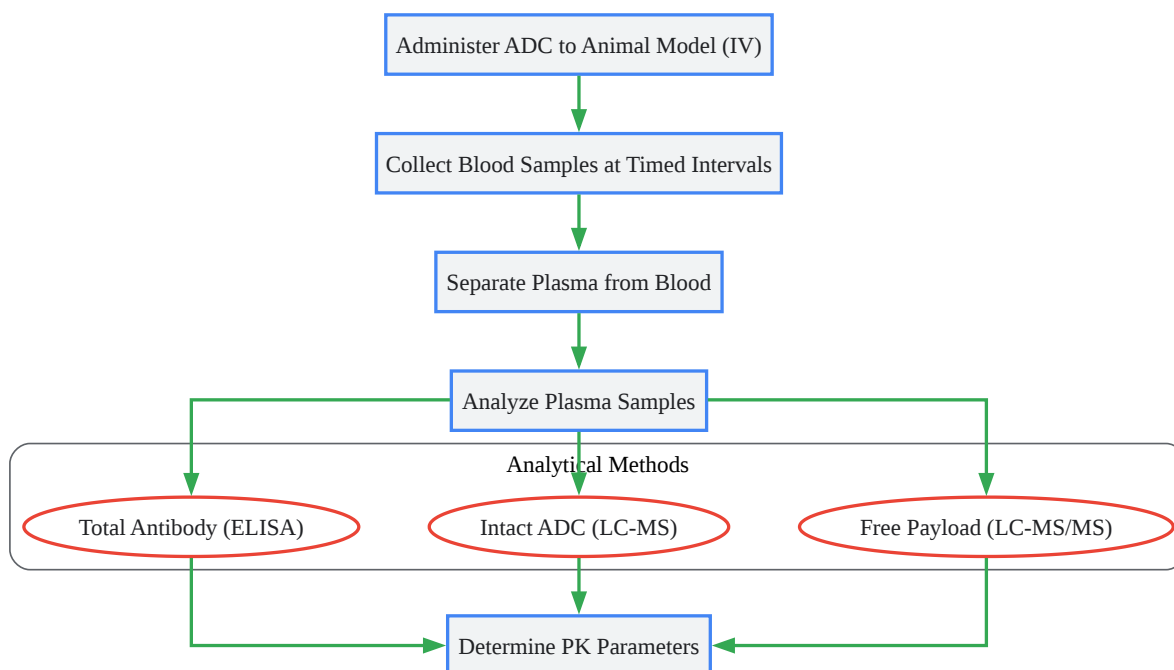 Administer ADC to Animal Model (IV)
Collect Blood Samples at Timed Intervals
Separate Plasma from Blood
Analyze Plasma Samples
Analytical Methods
Total Antibody (ELISA)
Intact ADC (LC-MS)
Free Payload (LC-MS/MS)
Determine PK Parameters